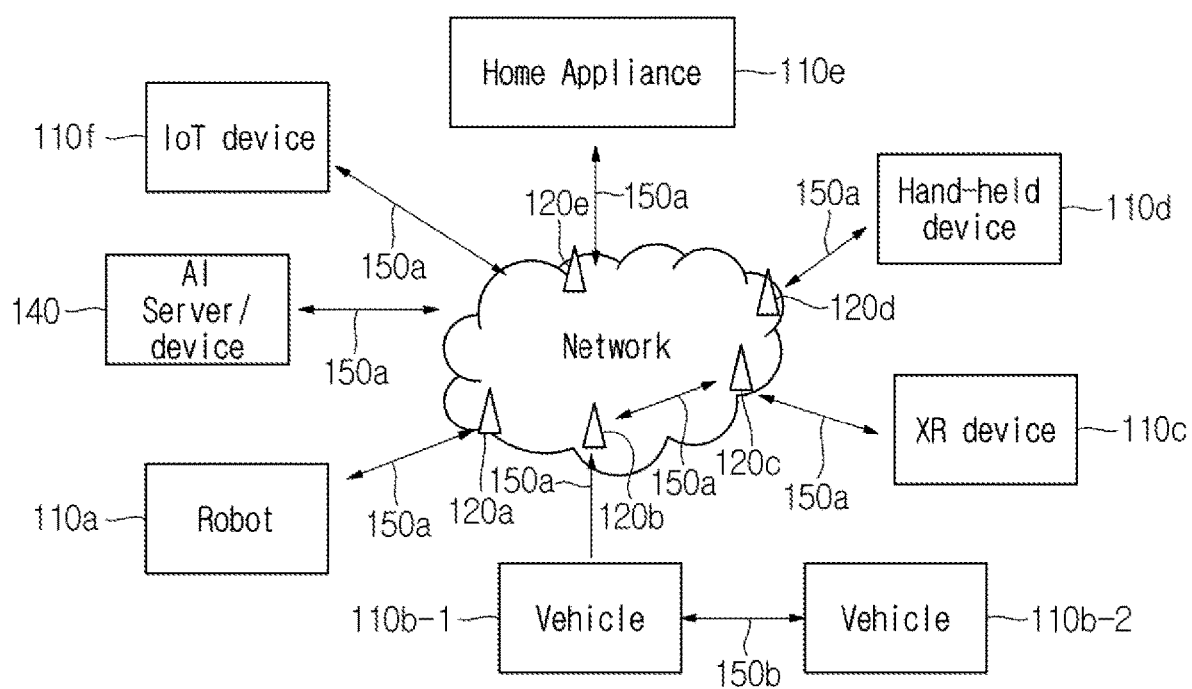 Home Appliance
110e
110f
IoT device
150a
Hand-held
device
110d
150a
120e
150a
140
AI
Server/
device
150a
120d
Network
XR device
110c
150a
120c
150a
110a
Robot
150a
120a
150a
120b
110b-1
Vehicle
Vehicle
110b-2
150b